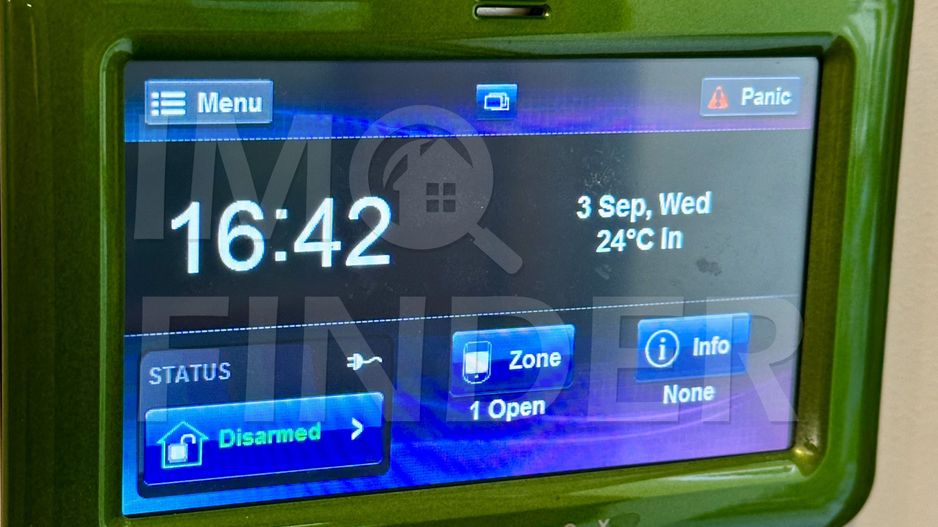 Menu
Panic
16:42
3 Sep, Wed
24°C In
STATUS
Disarmed
Zone
1 Open
Info
None
IMO
FINDER